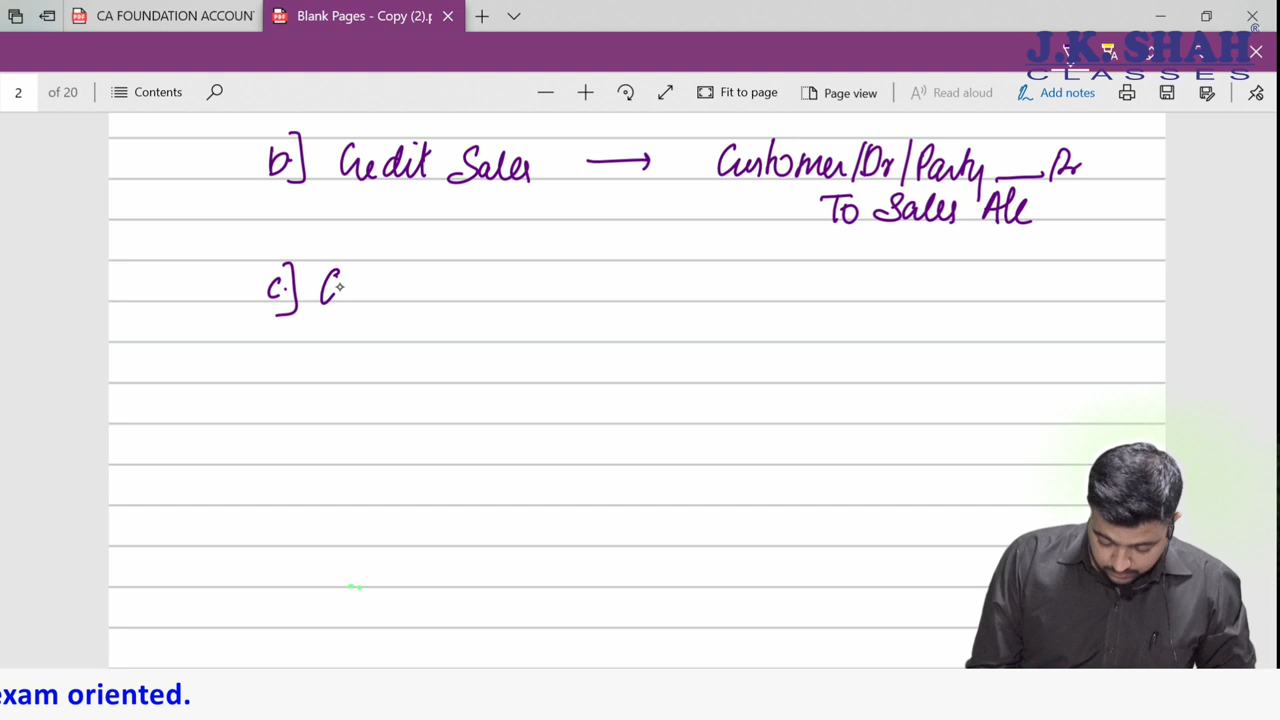 CA FOUNDATION ACCOUN
Blank Pages - Copy (2).p
J.K. SHAH®
CLASSES
2 of 20 Contents Fit to page Page view Read aloud Add notes
b] Credit Sales → Customer/Dr/Party __ Dr
To Sales A/c
c.] C
exam oriented.